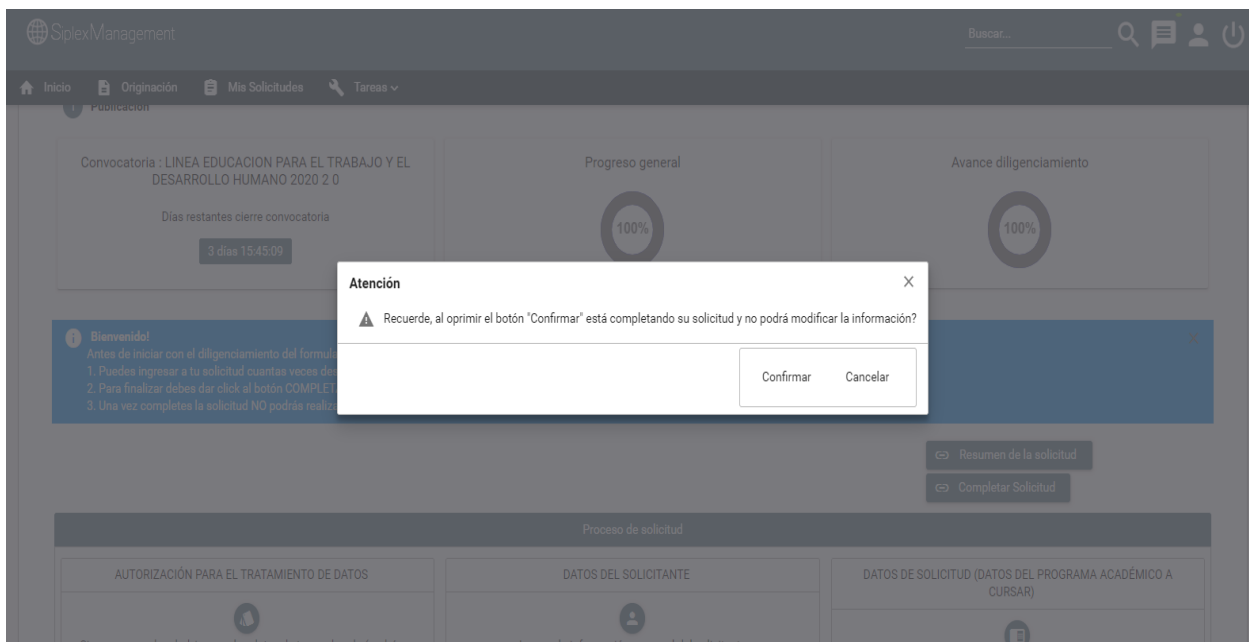 SiplexManagement
Buscar...
Inicio Originación Mis Solicitudes Tareas
i Publicación
Convocatoria : LINEA EDUCACION PARA EL TRABAJO Y EL
DESARROLLO HUMANO 2020 2 0
Días restantes cierre convocatoria
3 días 15:45:09
Progreso general
100%
Avance diligenciamiento
100%
Atención
Recuerde, al oprimir el botón "Confirmar" está completando su solicitud y no podrá modificar la información?
Confirmar Cancelar
Bienvenido!
Antes de iniciar con el diligenciamiento del
1. Puedes ingresar a tu solicitud cuantas veces
2. Para finalizar debes dar click al botón
3. Una vez completes la solicitud NO podrás
Resumen de la solicitud
Completar Solicitud
Proceso de solicitud
AUTORIZACIÓN PARA EL TRATAMIENTO DE DATOS
DATOS DEL SOLICITANTE
DATOS DE SOLICITUD (DATOS DEL PROGRAMA ACADÉMICO A
CURSAR)